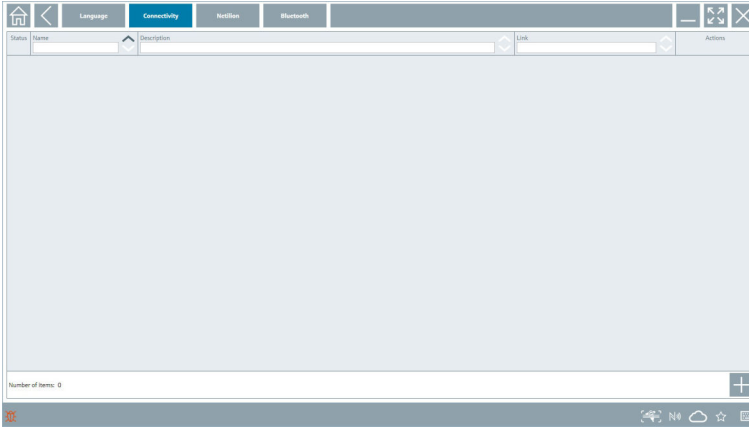 Language Connectivity Netilion Bluetooth
Status Name Description Link Actions
Number of items: 0